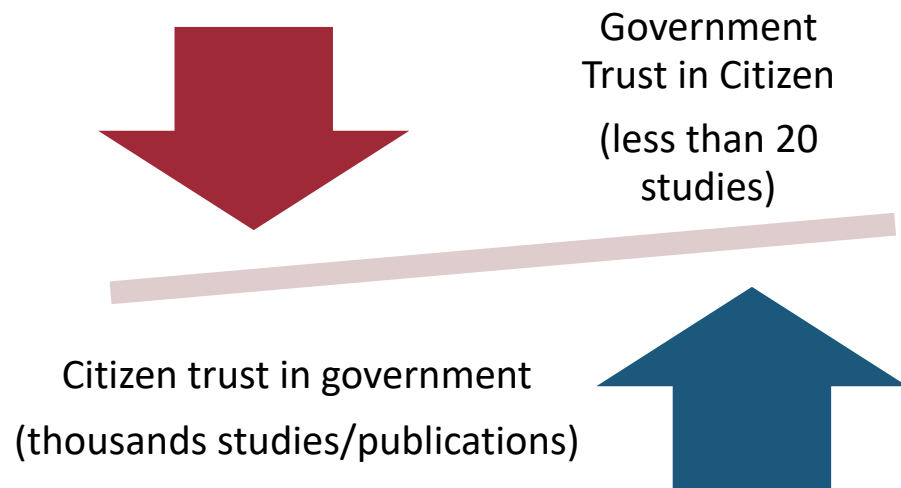 Government
Trust in Citizen
(less than 20
studies)
Citizen trust in government
(thousands studies/publications)